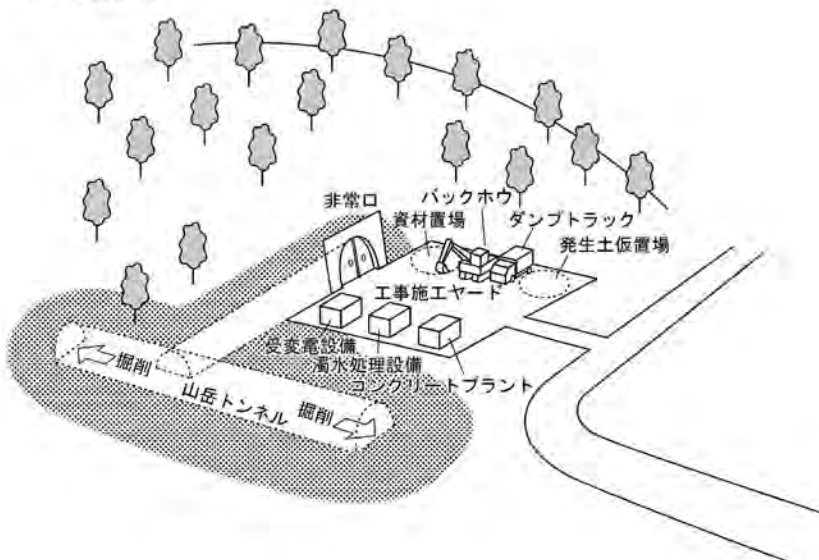 非常口
バックホウ
資材置場
ダンプトラック
発生土仮置場
工事施工ヤード
受変電設備
濁水処理設備
コンクリートプラント
掘削
山岳トンネル
掘削